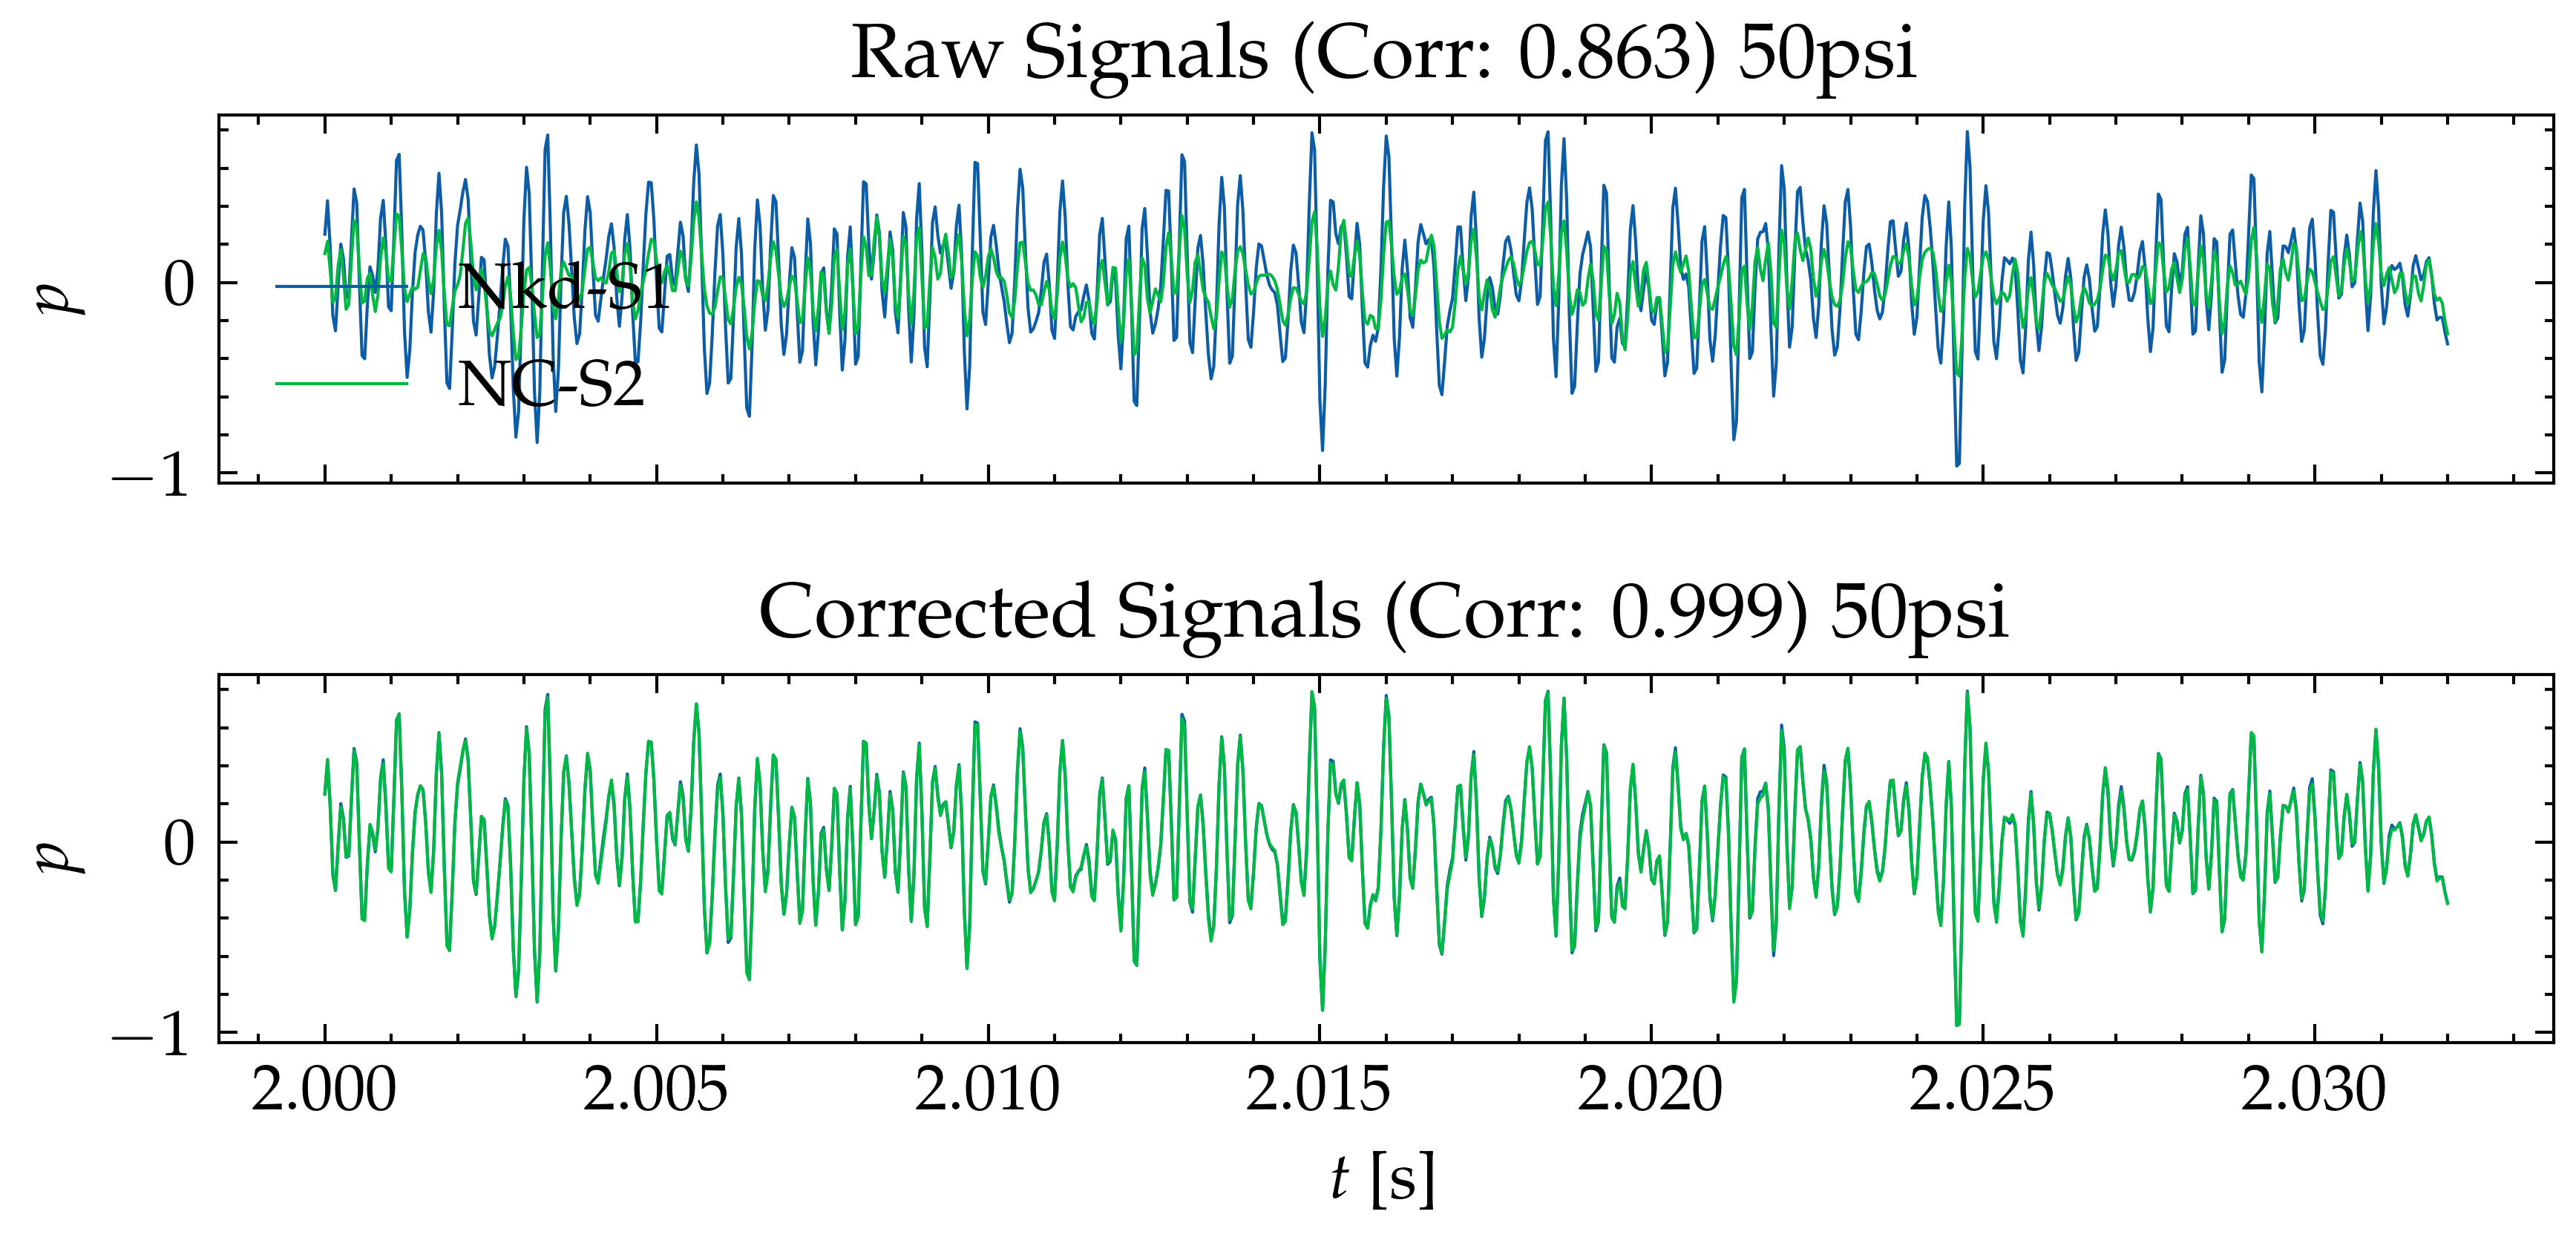 Raw Signals (Corr: 0.863) 50psi
p
0
−1
Nkd-S1
NC-S2
Corrected Signals (Corr: 0.999) 50psi
p
0
−1
2.000 2.005 2.010 2.015 2.020 2.025 2.030
t [s]